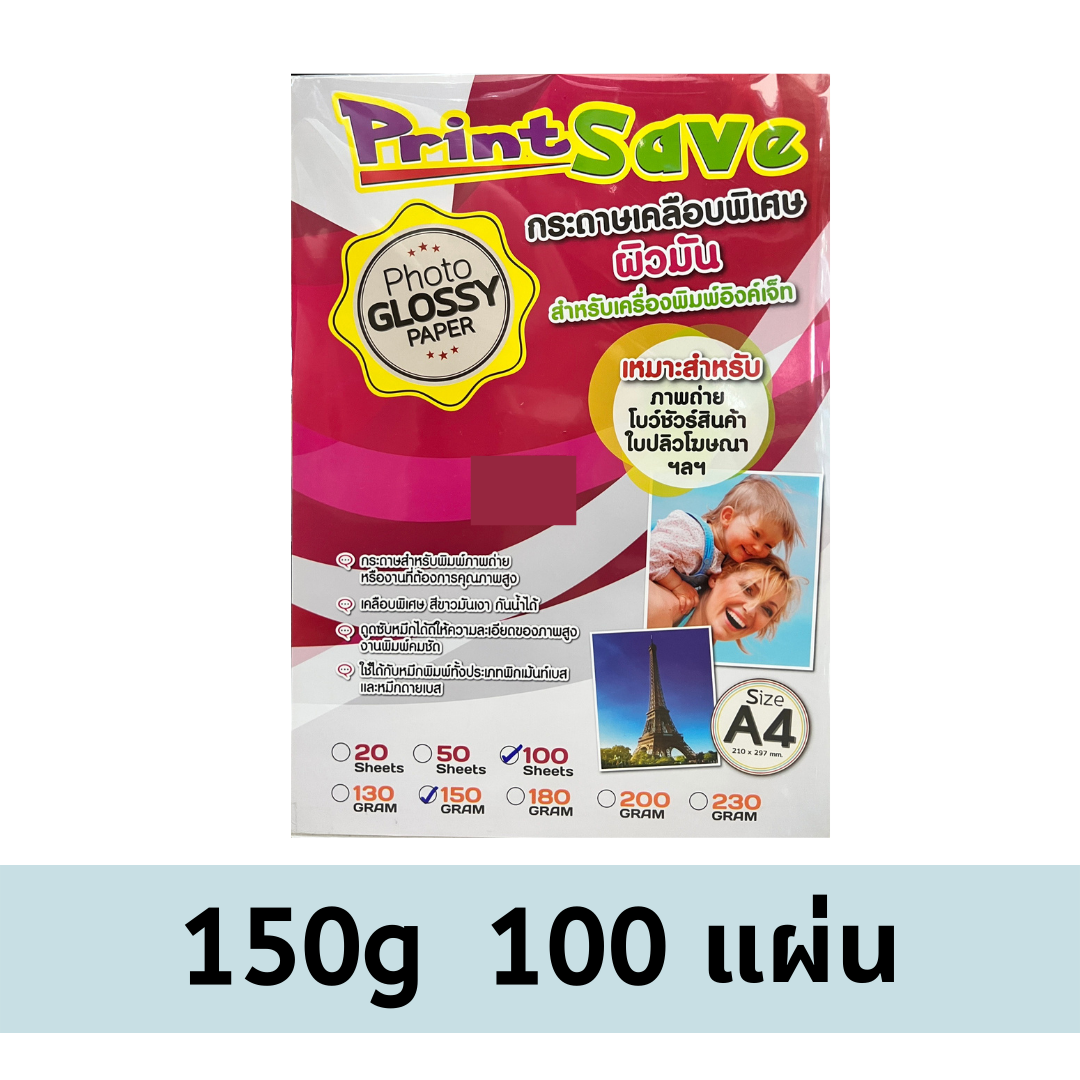 PrintSave
กระดาษเคลือบพิเศษ
ผิวมัน
สำหรับเครื่องพิมพ์อิงค์เจ็ท
Photo
GLOSSY
PAPER
เหมาะสำหรับ
ภาพถ่าย
โบว์ชัวร์สินค้า
ใบปลิวโฆษณา
ฯลฯ
กระดาษสำหรับพิมพ์ภาพถ่าย
หรืองานที่ต้องการคุณภาพสูง
เคลือบพิเศษ สีขาวมันเงา กันน้ำได้
ดูดซับหมึกได้ดีให้ความละเอียดของภาพสูง
งานพิมพ์คมชัด
ใช้ได้กับหมึกพิมพ์ทั้งประเภทพิกเม้นท์เบส
และหมึกดายเบส
Size
A4
210 x 297 mm.
20 Sheets 50 Sheets 100 Sheets
130 GRAM 150 GRAM 180 GRAM 200 GRAM 230 GRAM
150g 100 แผ่น